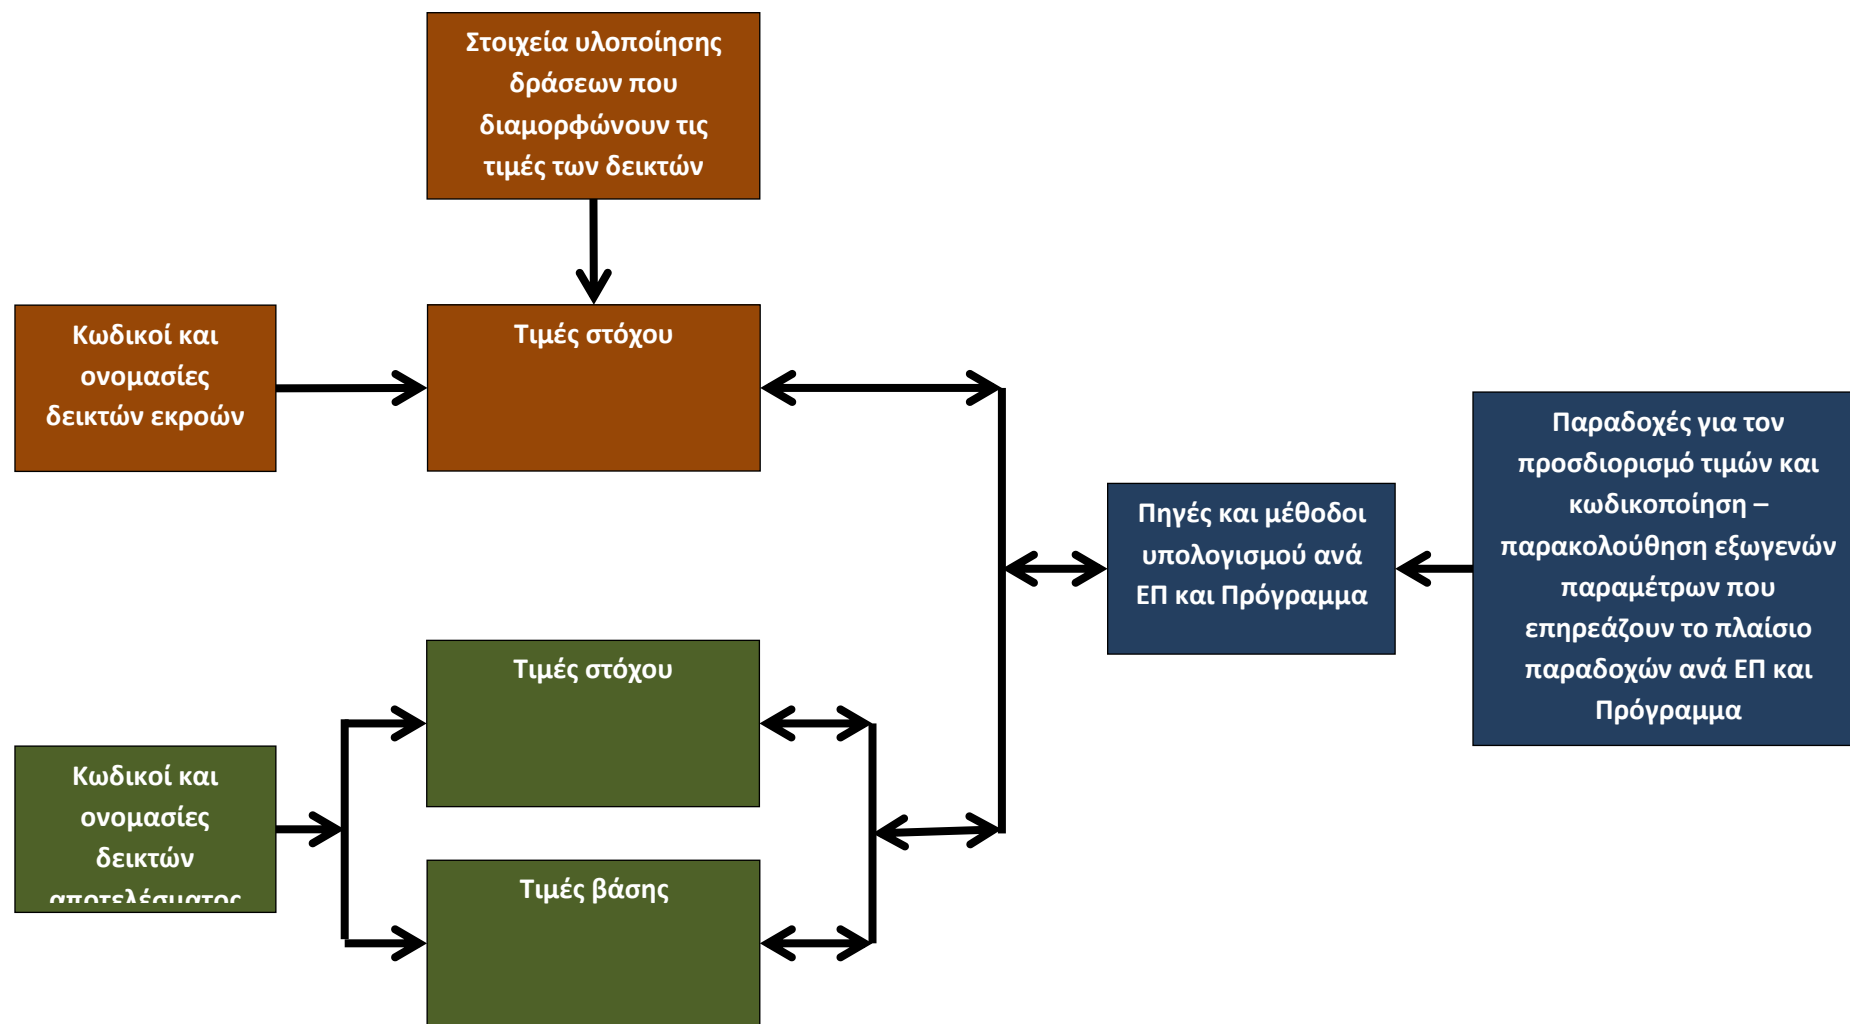 Στοιχεία υλοποίησης
δράσεων που
διαμορφώνουν τις
τιμές των δεικτών
Κωδικοί και
ονομασίες
δεικτών εκροών
Τιμές στόχου
Πηγές και μέθοδοι
υπολογισμού ανά
ΕΠ και Πρόγραμμα
Παραδοχές για τον
προσδιορισμό τιμών και
κωδικοποίηση –
παρακολούθηση εξωγενών
παραμέτρων που
επηρεάζουν το πλαίσιο
παραδοχών ανά ΕΠ και
Πρόγραμμα
Τιμές στόχου
Κωδικοί και
ονομασίες
δεικτών
αποτελέσματος
Τιμές βάσης